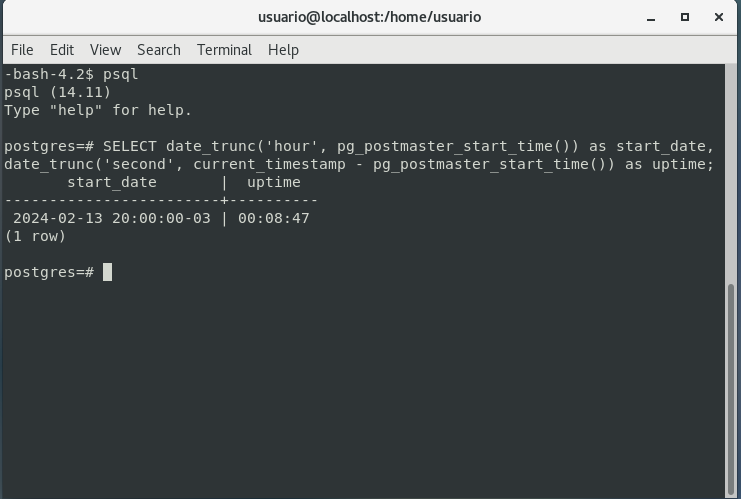 usuario@localhost:/home/usuario
File Edit View Search Terminal Help
-bash-4.2$ psql
psql (14.11)
Type "help" for help.
postgres=# SELECT date_trunc('hour', pg_postmaster_start_time()) as start_date,
date_trunc('second', current_timestamp - pg_postmaster_start_time()) as uptime;
       start_date       |  uptime
------------------------+----------
 2024-02-13 20:00:00-03 | 00:08:47
(1 row)
postgres=#